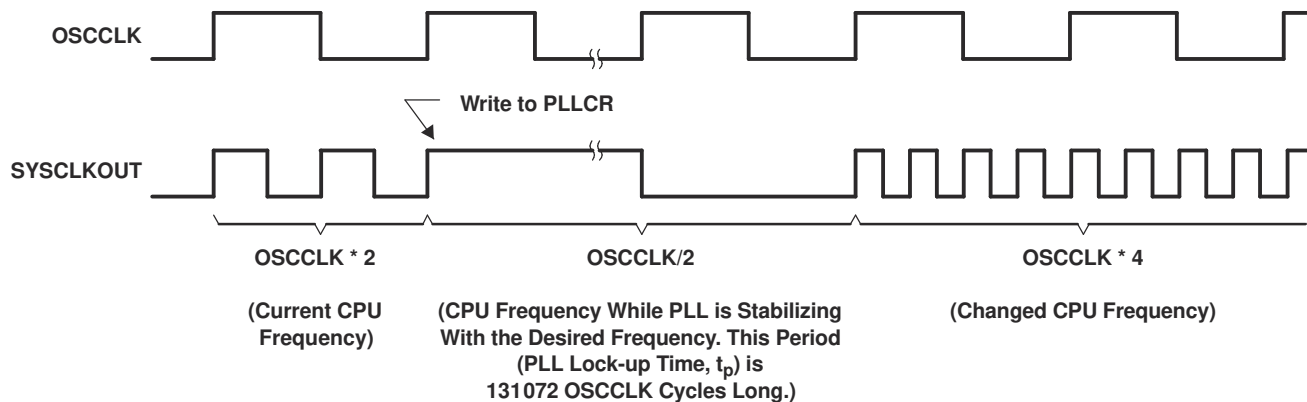 OSCCLK
Write to PLLCR
SYSCLKOUT
OSCCLK * 2
OSCCLK/2
OSCCLK * 4
(Current CPU
Frequency)
(CPU Frequency While PLL is Stabilizing
With the Desired Frequency. This Period
(PLL Lock-up Time, tp) is
131072 OSCCLK Cycles Long.)
(Changed CPU Frequency)